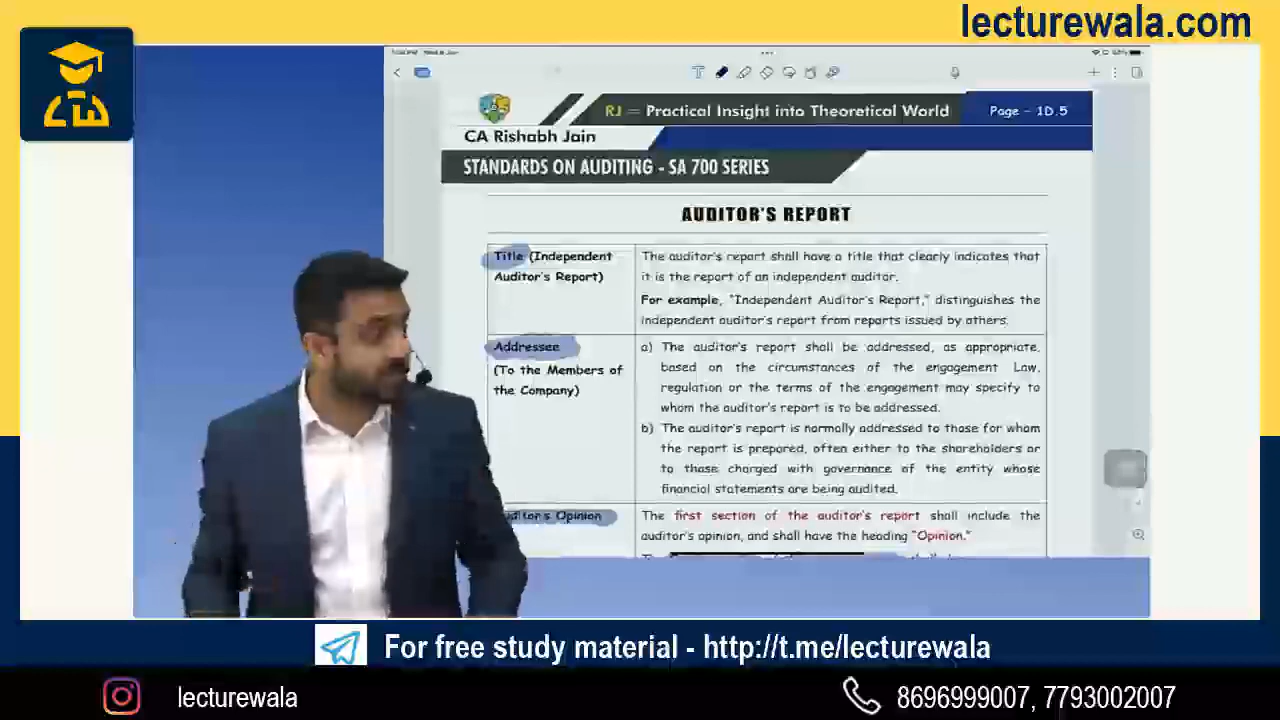 lecturewala.com
RJ = Practical Insight into Theoretical World
Page - 1D.5
CA Rishabh Jain
STANDARDS ON AUDITING - SA 700 SERIES
AUDITOR'S REPORT
Title (Independent
Auditor's Report)
The auditor's report shall have a title that clearly indicates that
it is the report of an independent auditor.
For example, "Independent Auditor's Report," distinguishes the
independent auditor's report from reports issued by others.
Addressee
(To the Members of
the Company)
a) The auditor's report shall be addressed, as appropriate,
based on the circumstances of the engagement Law,
regulation or the terms of the engagement may specify to
whom the auditor's report is to be addressed.
b) The auditor's report is normally addressed to those for whom
the report is prepared, often either to the shareholders or
to those charged with governance of the entity whose
financial statements are being audited.
Opinion
The first section of the auditor's report shall include the
auditor's opinion, and shall have the heading "Opinion."
For free study material - http://t.me/lecturewala
lecturewala
8696999007, 7793002007